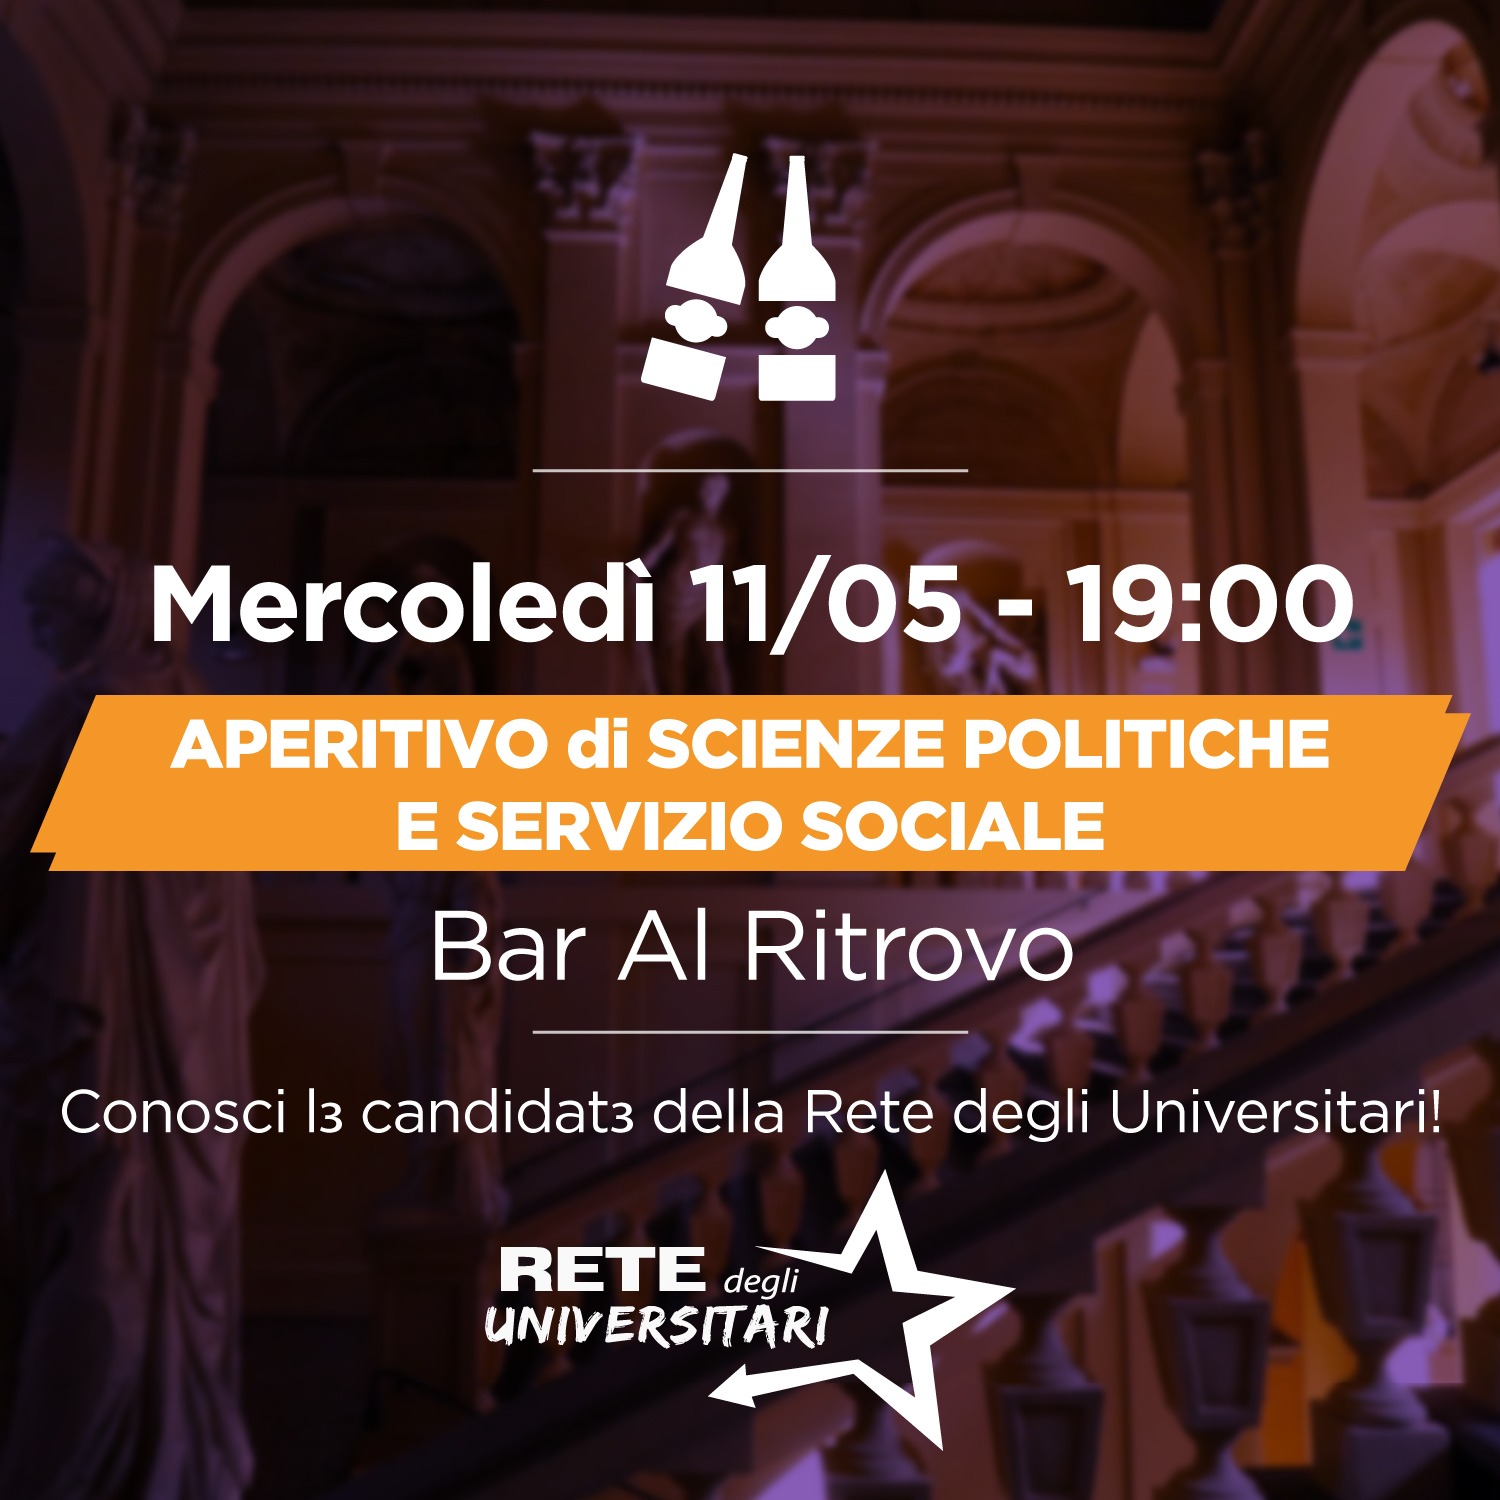 Mercoledì 11/05 - 19:00
APERITIVO di SCIENZE POLITICHE
E SERVIZIO SOCIALE
Bar Al Ritrovo
Conosci lɜ candidatɜ della Rete degli Universitari!
RETE degli
UNIVERSITARI